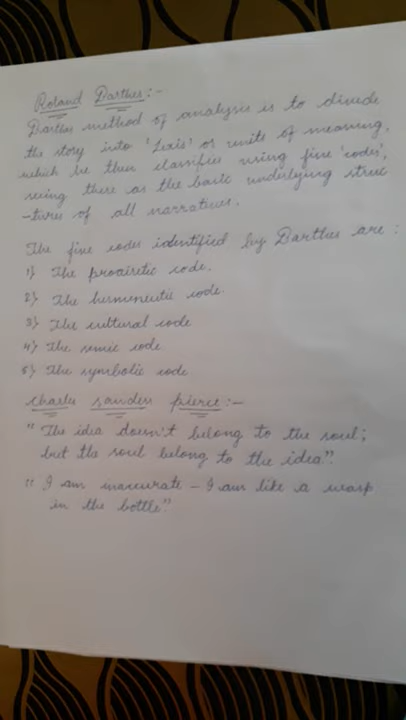 Roland Barthes:-
Barthes method of analysis is to divide
the story into 'Lexis' or units of meaning,
which he then classifies using five 'codes',
seeing these as the basic underlying struc
-tures of all narratives.
The five codes identified by Barthes are:
1) The proairetic code.
2) The hermeneutic code.
3) The cultural code
4) The semic code
5) The symbolic code
Charles sanders pierce:-
"The idea doesn't belong to the soul;
but the soul belong to the idea".
"I am inaccurate - I am like a wasp
in the bottle"